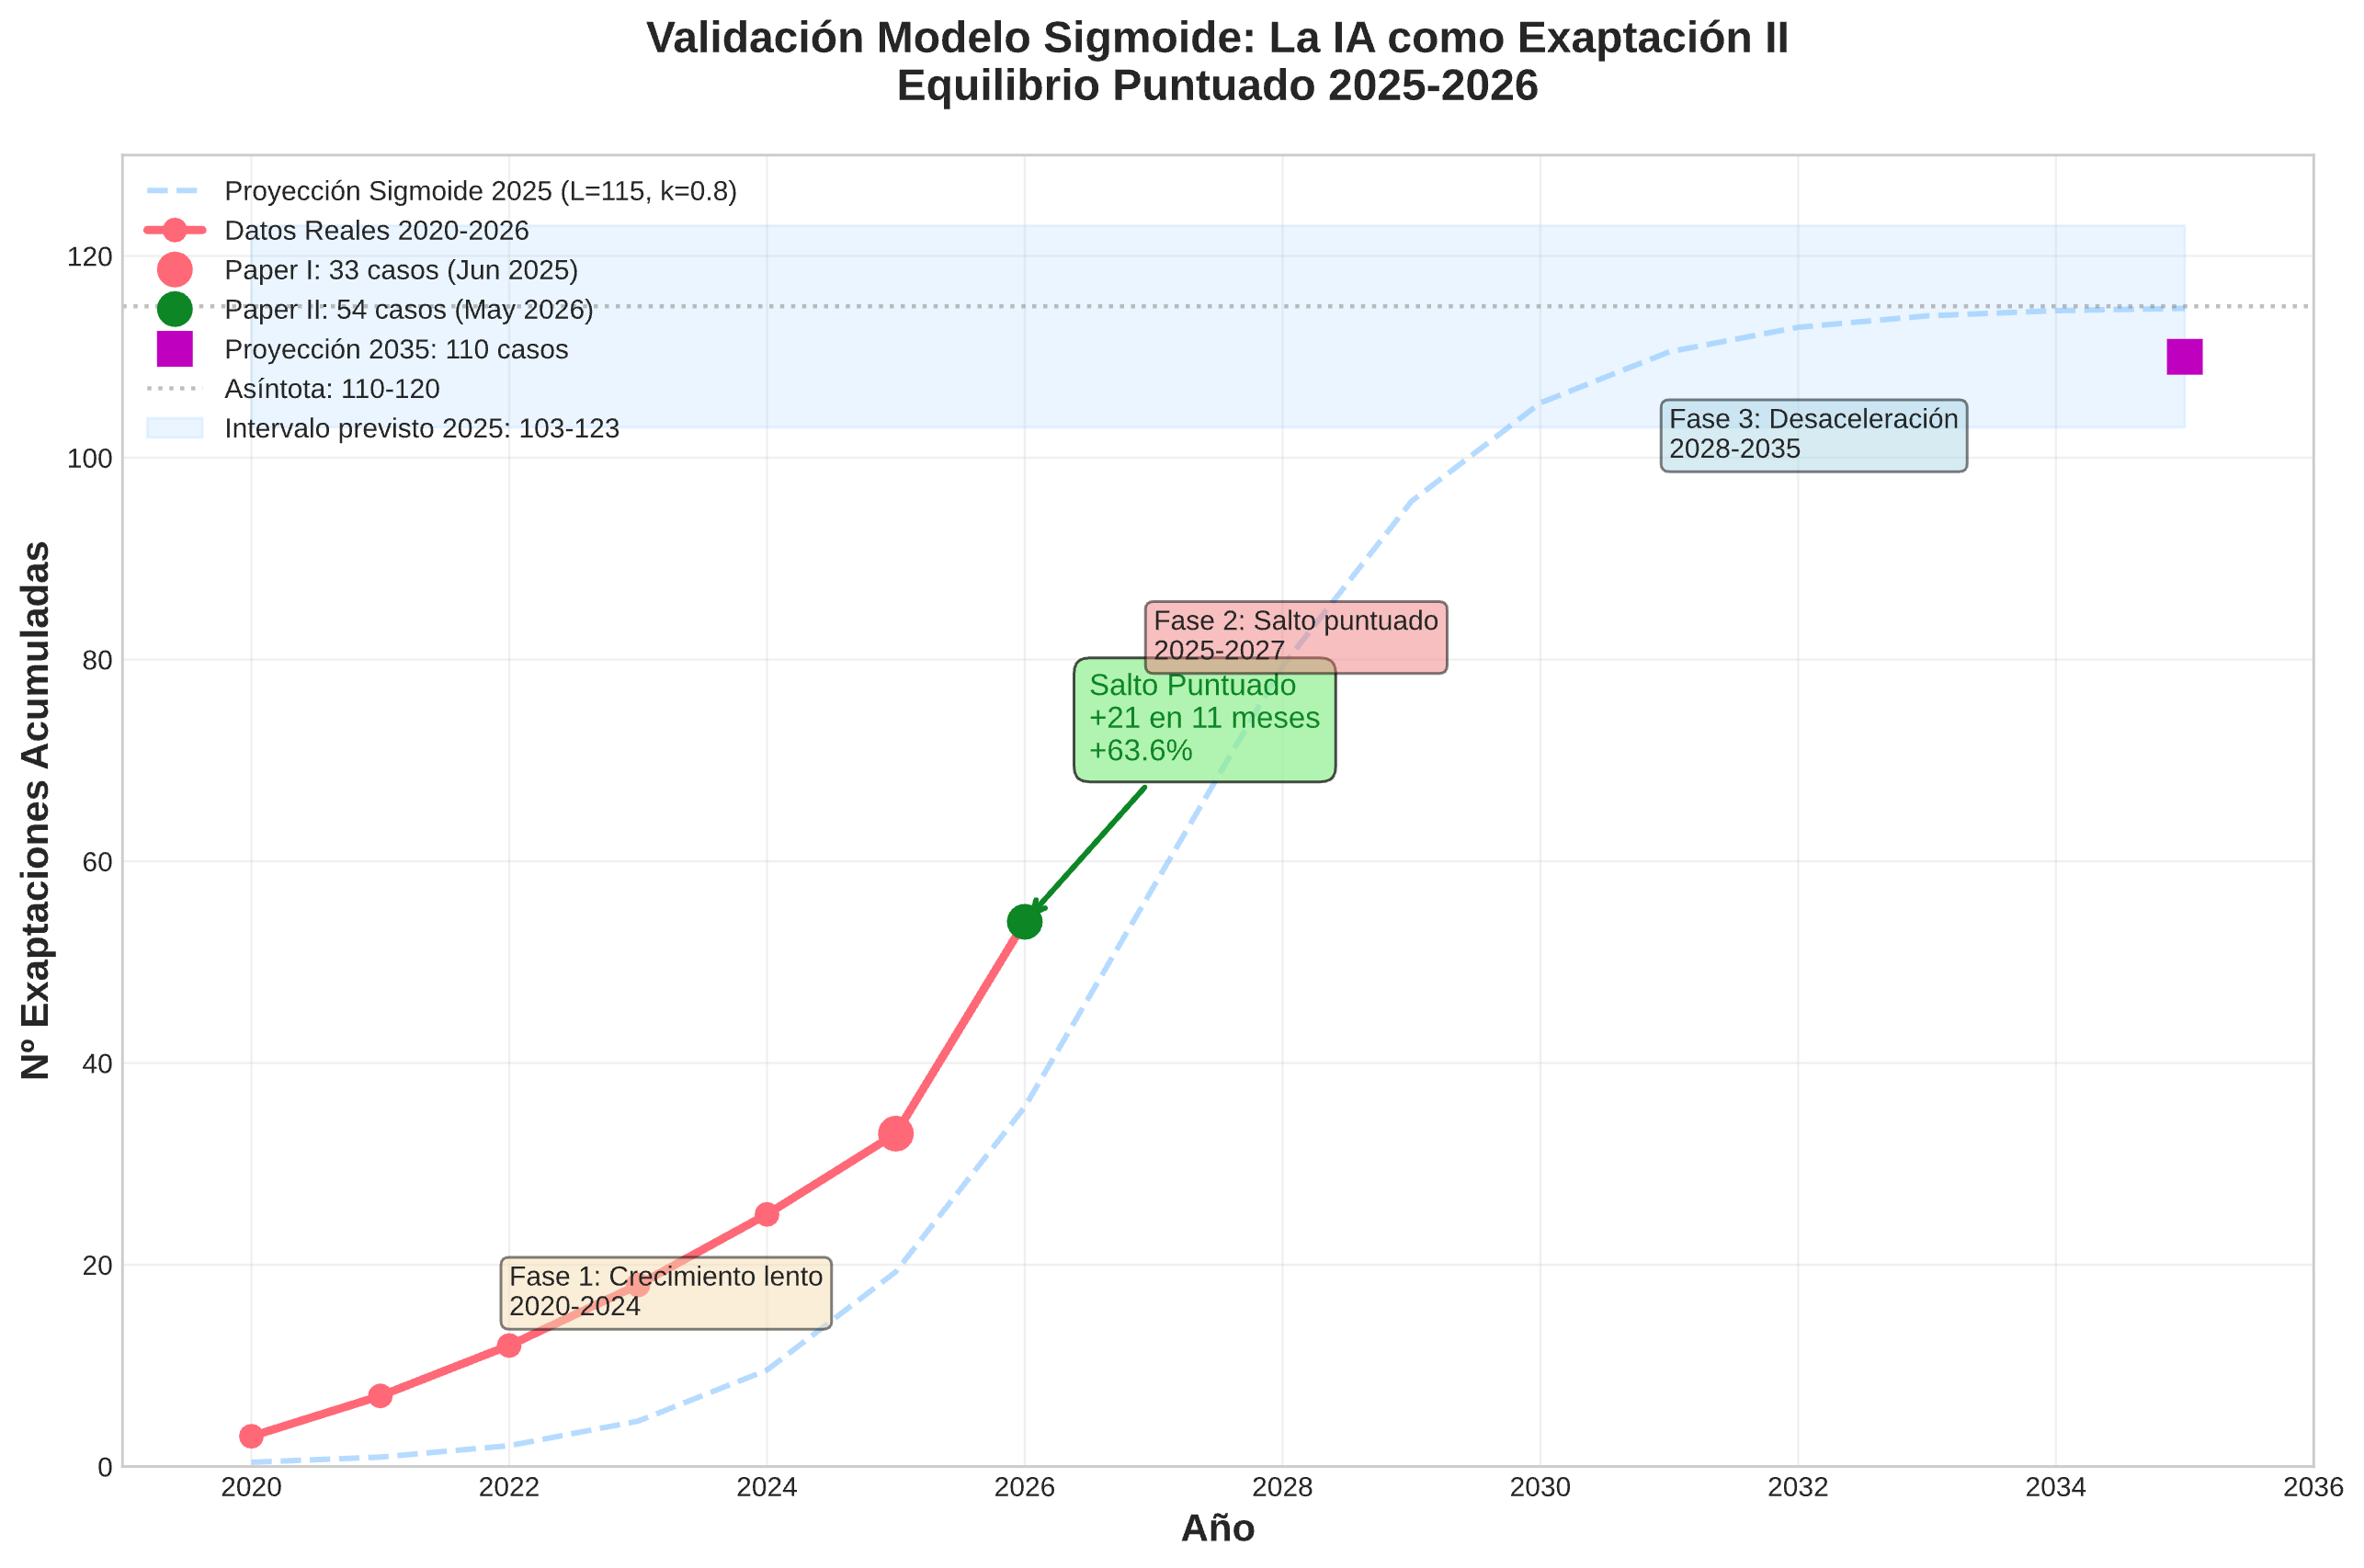 Validación Modelo Sigmoide: La IA como Exaptación II
Equilibrio Puntuado 2025-2026
Proyección Sigmoide 2025 (L=115, k=0.8)
Datos Reales 2020-2026
Paper I: 33 casos (Jun 2025)
Paper II: 54 casos (May 2026)
Proyección 2035: 110 casos
Asíntota: 110-120
Intervalo previsto 2025: 103-123
Fase 3: Desaceleración
2028-2035
Fase 2: Salto puntuado
2025-2027
Salto Puntuado
+21 en 11 meses
+63.6%
Fase 1: Crecimiento lento
2020-2024
Nº Exaptaciones Acumuladas
120
100
80
60
40
20
0
2020
2022
2024
2026
2028
2030
2032
2034
2036
Año